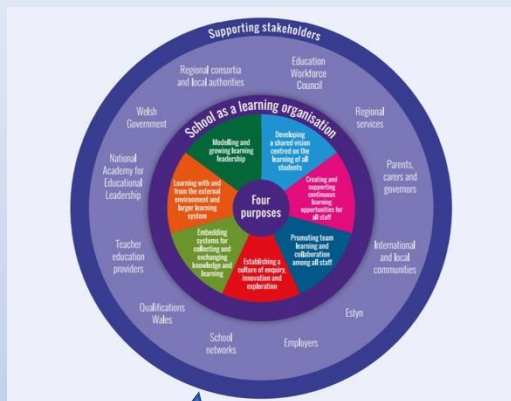 Supporting stakeholders
Regional consortia
and local authorities
Education
Workforce
Council
Regional
services
Parents,
carers and
governors
International
and local
communities
Estyn
Employers
School
networks
Qualifications
Wales
Teacher
education
providers
National
Academy for
Educational
Leadership
Welsh
Government
School as a learning organisation
Developing
a shared vision
centred on the
learning of all
students
Creating and
supporting
continuous
learning
opportunities for
all staff
Promoting team
learning and
collaboration
among all staff
Establishing a
culture of enquiry,
innovation and
exploration
Embedding
systems for
collecting and
exchanging
knowledge and
learning
Learning with and
from the external
environment and
larger learning
system
Modelling and
growing learning
leadership
Four
purposes